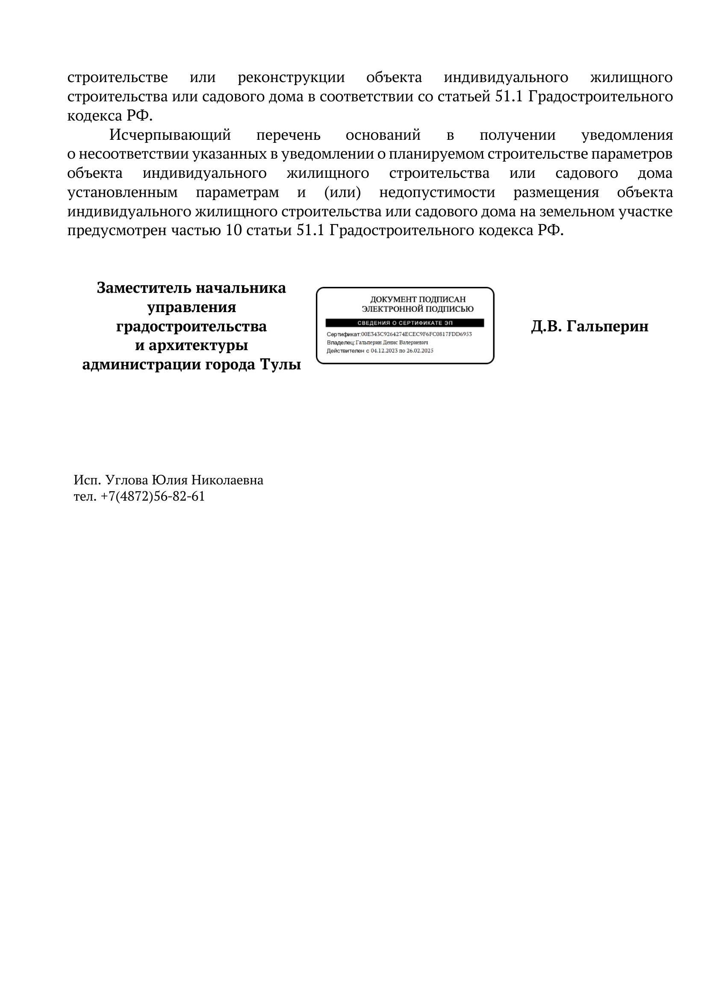 строительстве или реконструкции объекта индивидуального жилищного
строительства или садового дома в соответствии со статьей 51.1 Градостроительного
кодекса РФ.
Исчерпывающий перечень оснований в получении уведомления
о несоответствии указанных в уведомлении о планируемом строительстве параметров
объекта индивидуального жилищного строительства или садового дома
установленным параметрам и (или) недопустимости размещения объекта
индивидуального жилищного строительства или садового дома на земельном участке
предусмотрен частью 10 статьи 51.1 Градостроительного кодекса РФ.
Заместитель начальника
управления
градостроительства
и архитектуры
администрации города Тулы
ДОКУМЕНТ ПОДПИСАН
ЭЛЕКТРОННОЙ ПОДПИСЬЮ
СВЕДЕНИЯ О СЕРТИФИКАТЕ ЭП
Сертификат:00E343C9264274ECEC9F6FC0817FDD6953
Владелец:Гальперин Денис Валериевич
Действителен с 04.12.2023 по 26.02.2025
Д.В. Гальперин
Исп. Углова Юлия Николаевна
тел. +7(4872)56-82-61